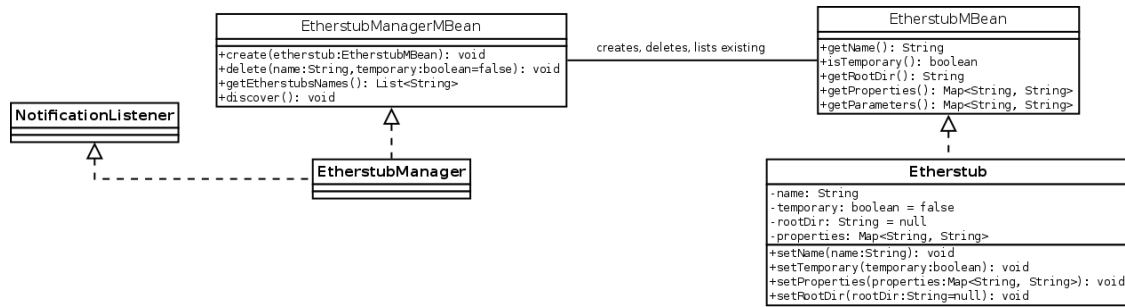 EtherstubManagerMBean
+create(etherstub:EtherstubMBean): void
+delete(name:String,temporary:boolean=false): void
+getEtherstubsNames(): List<String>
+discover(): void
creates, deletes, lists existing
EtherstubMBean
+getName(): String
+isTemporary(): boolean
+getRootDir(): String
+getProperties(): Map<String, String>
+getParameters(): Map<String, String>
NotificationListener
EtherstubManager
Etherstub
-name: String
-temporary: boolean = false
-rootDir: String = null
-properties: Map<String, String>
+setName(name:String): void
+setTemporary(temporary:boolean): void
+setProperties(properties:Map<String, String>): void
+setRootDir(rootDir:String=null): void